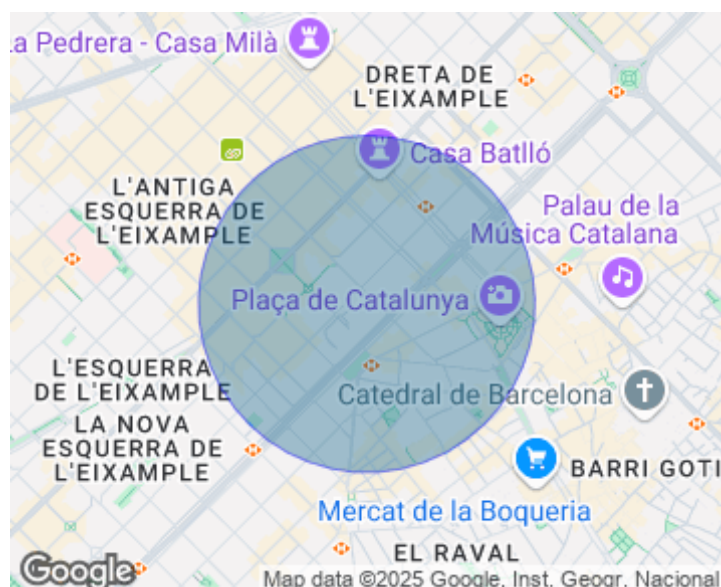 La Pedrera - Casa Milà
DRETA DE
L'EIXAMPLE
Casa Batlló
L'ANTIGA
ESQUERRA DE
L'EIXAMPLE
Palau de la
Música Catalana
Plaça de Catalunya
L'ESQUERRA
DE L'EIXAMPLE
Catedral de Barcelona
LA NOVA
ESQUERRA DE
L'EIXAMPLE
BARRI GOTI
Mercat de la Boqueria
EL RAVAL
Google
Map data ©2025 Google, Inst. Geogr. Nacional